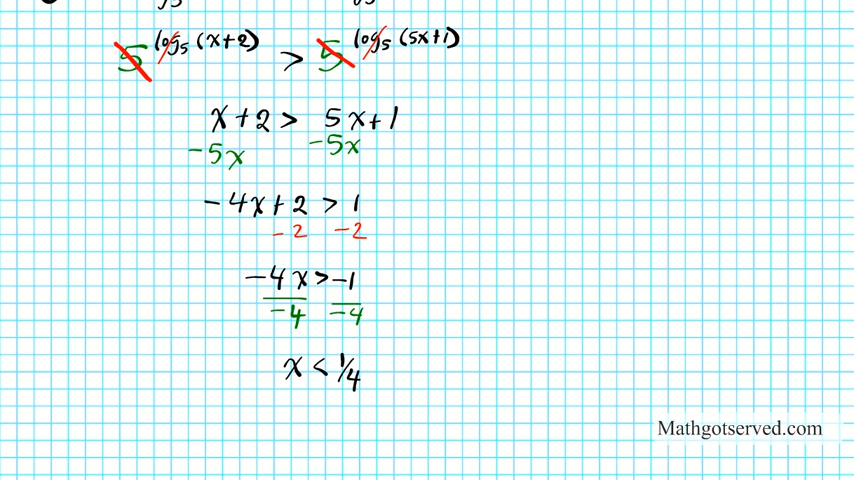 5^log₅(x+2) > 5^log₅(5x+1)
x+2 > 5x+1
-5x -5x
-4x+2 > 1
-2 -2
-4x > -1
-4 -4
x < 1/4
Mathgotserved.com